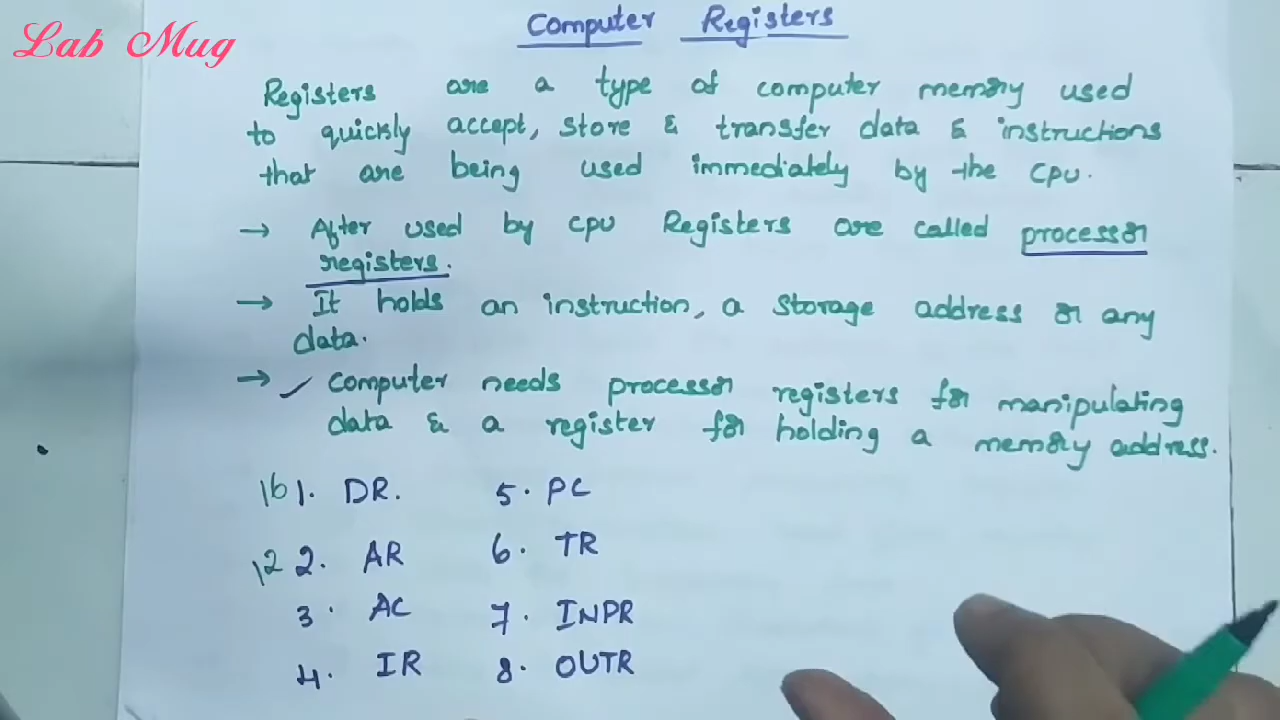 Lab Mug
Computer Registers
Registers are a type of computer memory used
to quickly accept, store & transfer data & instructions
that are being used immediately by the CPU.
→ After used by CPU Registers are called processor
registers.
→ It holds an instruction, a storage address or any
data.
→ ✓ Computer needs processor registers for manipulating
data & a register for holding a memory address.
16 1. DR. 5. PC
12 2. AR 6. TR
3. AC 7. INPR
4. IR 8. OUTR